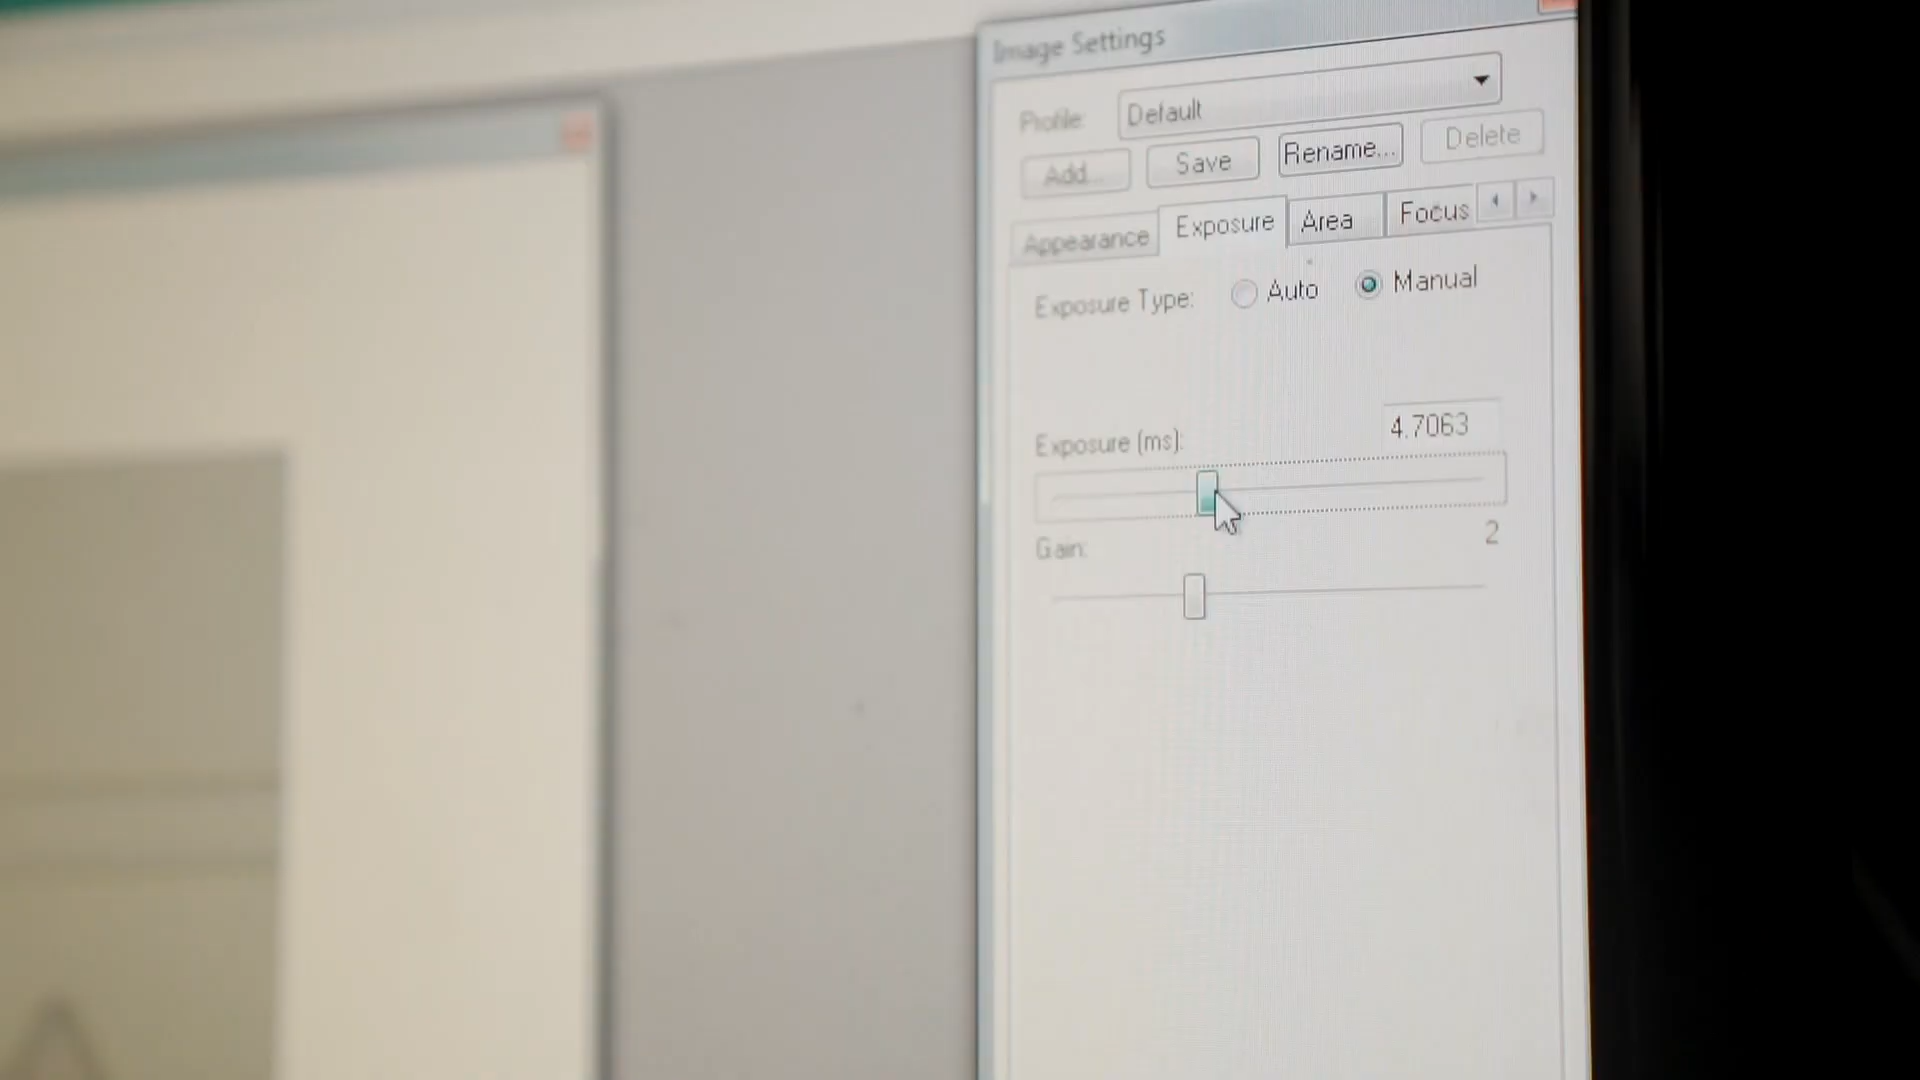 Image Settings
Profile: Default
Add... Save Rename... Delete
Appearance Exposure Area Focus
Exposure Type: Auto Manual
Exposure (ms): 4.7063
Gain: 2